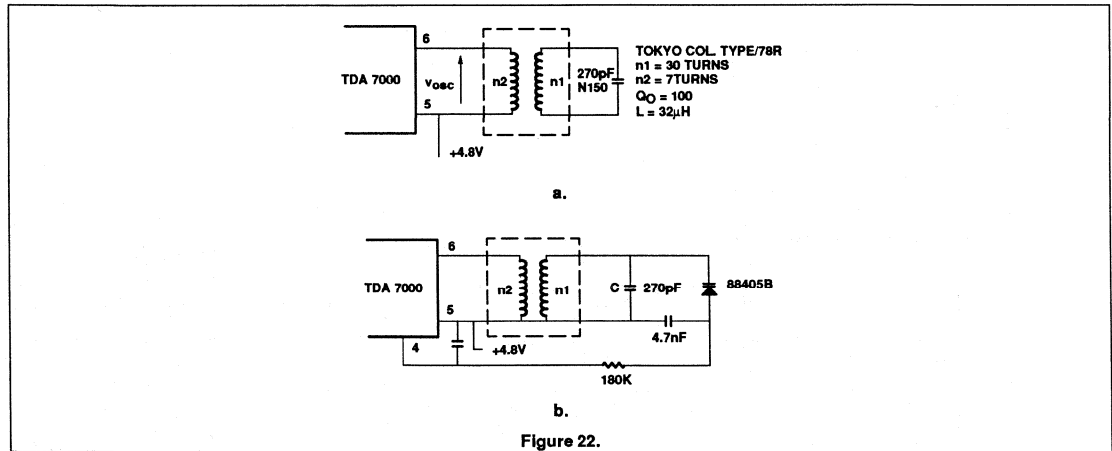 6
TDA 7000
vosc
n2
n1
270pF
N150
TOKYO COL. TYPE/78R
n1 = 30 TURNS
n2 = 7TURNS
QO = 100
L = 32μH
5
+4.8V
a.
6
TDA 7000
n2
n1
C
270pF
88405B
5
4.7nF
4
+4.8V
180K
b.
Figure 22.